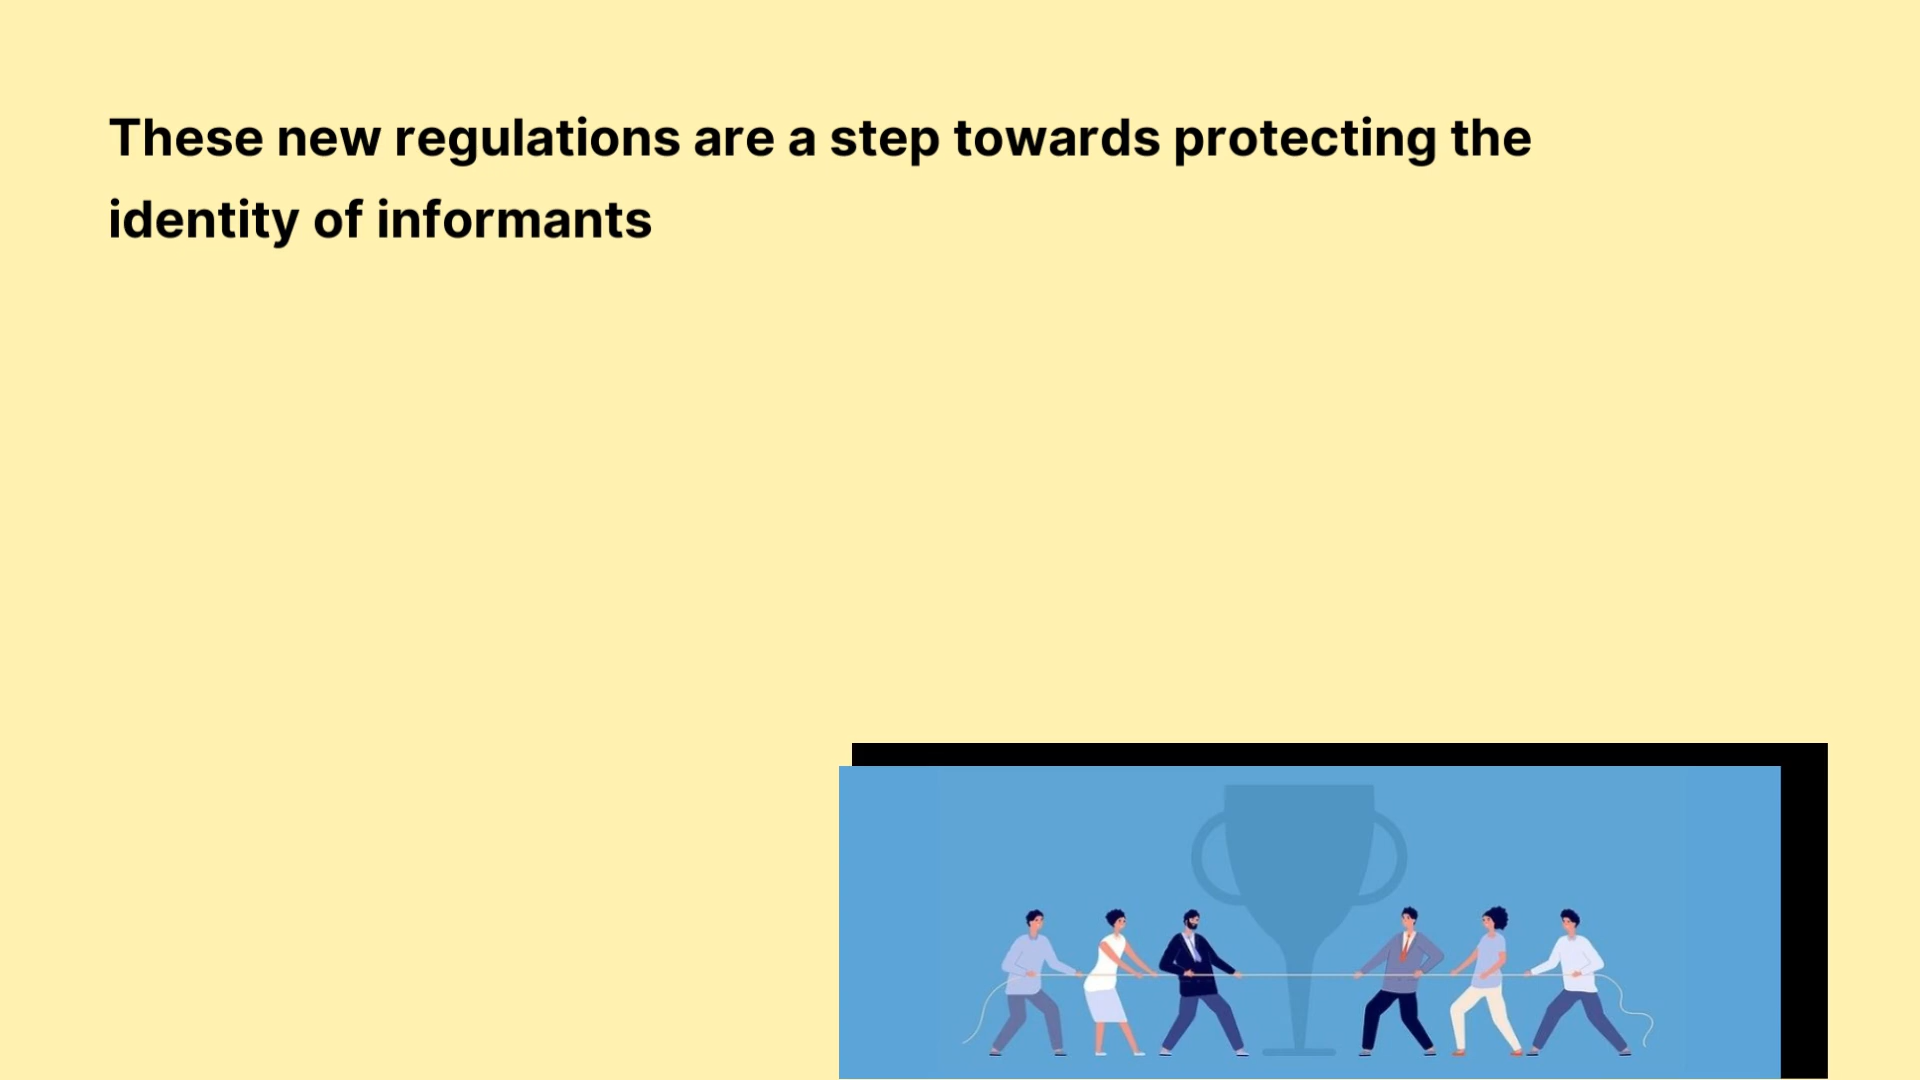 These new regulations are a step towards protecting the
identity of informants